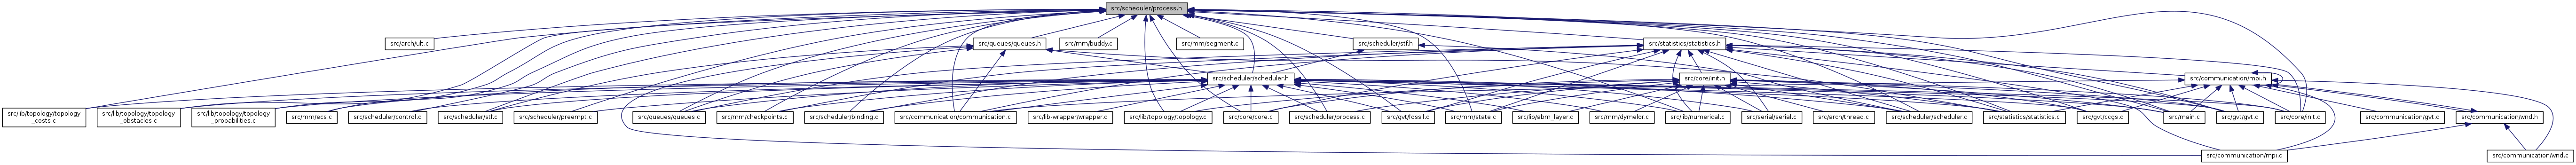 src/scheduler/process.h
src/arch/ult.c
src/queues/queues.h
src/mm/buddy.c
src/mm/segment.c
src/scheduler/stf.h
src/statistics/statistics.h
src/scheduler/scheduler.h
src/core/init.h
src/communication/mpi.h
src/lib/topology/topology
_costs.c
src/lib/topology/topology
_obstacles.c
src/lib/topology/topology
_probabilities.c
src/mm/ecs.c
src/scheduler/control.c
src/scheduler/stf.c
src/scheduler/preempt.c
src/queues/queues.c
src/mm/checkpoints.c
src/scheduler/binding.c
src/communication/communication.c
src/lib-wrapper/wrapper.c
src/lib/topology/topology.c
src/core/core.c
src/scheduler/process.c
src/gvt/fossil.c
src/mm/state.c
src/lib/abm_layer.c
src/mm/dymelor.c
src/lib/numerical.c
src/serial/serial.c
src/arch/thread.c
src/scheduler/scheduler.c
src/statistics/statistics.c
src/gvt/ccgs.c
src/main.c
src/gvt/gvt.c
src/core/init.c
src/communication/gvt.c
src/communication/wnd.h
src/communication/mpi.c
src/communication/wnd.c